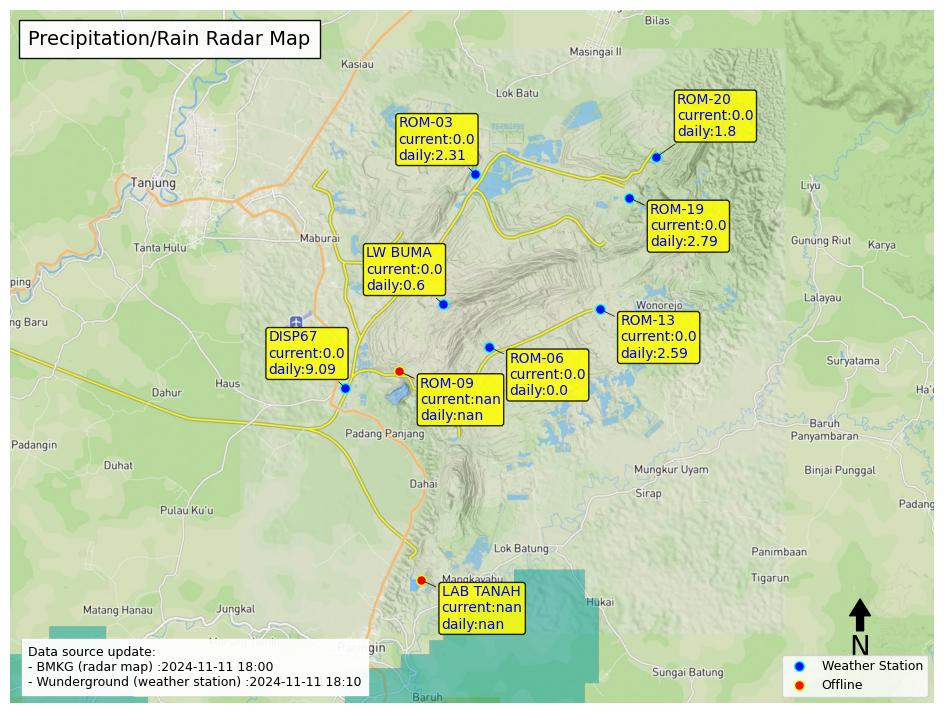 Precipitation/Rain Radar Map
Bilas
Masingai II
Kasiau
Lok Batu
ROM-20
current:0.0
daily:1.8
ROM-03
current:0.0
daily:2.31
Tanjung
Liyu
ROM-19
current:0.0
daily:2.79
Maburai
Tanta Hulu
Gunung Riut
Karya
LW BUMA
current:0.0
daily:0.6
ping
Lalayau
Wonorejo
ng Baru
ROM-13
current:0.0
daily:2.59
DISP67
current:0.0
daily:9.09
ROM-06
current:0.0
daily:0.0
Suryatama
Haus
Dahur
ROM-09
current:nan
daily:nan
Baruh
Panyambaran
Padang Panjang
Padangin
Duhat
Mungkur Uyam
Binjai Punggal
Dahai
Sirap
Padang
Pulau Ku'u
Lok Batung
Panimbaan
Mangkayahu
Tigarun
LAB TANAH
current:nan
daily:nan
Hukai
Matang Hanau
Jungkal
N
Data source update:
- BMKG (radar map) :2024-11-11 18:00
- Wunderground (weather station) :2024-11-11 18:10
Sungai Batung
Baruh
Weather Station
Offline